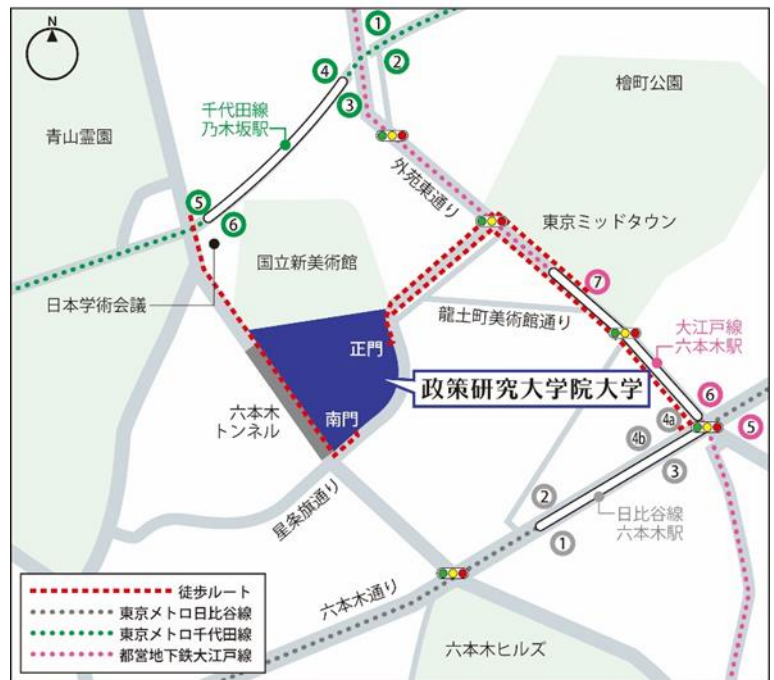 N
①
②
④
③
千代田線
乃木坂駅
檜町公園
青山霊園
外苑東通り
⑤
⑥
東京ミッドタウン
国立新美術館
⑦
日本学術会議
龍土町美術館通り
大江戸線
六本木駅
正門
政策研究大学院大学
六本木
トンネル
南門
⑥
4a
4b
⑤
③
星条旗通り
②
①
日比谷線
六本木駅
六本木通り
六本木ヒルズ
徒歩ルート
東京メトロ日比谷線
東京メトロ千代田線
都営地下鉄大江戸線